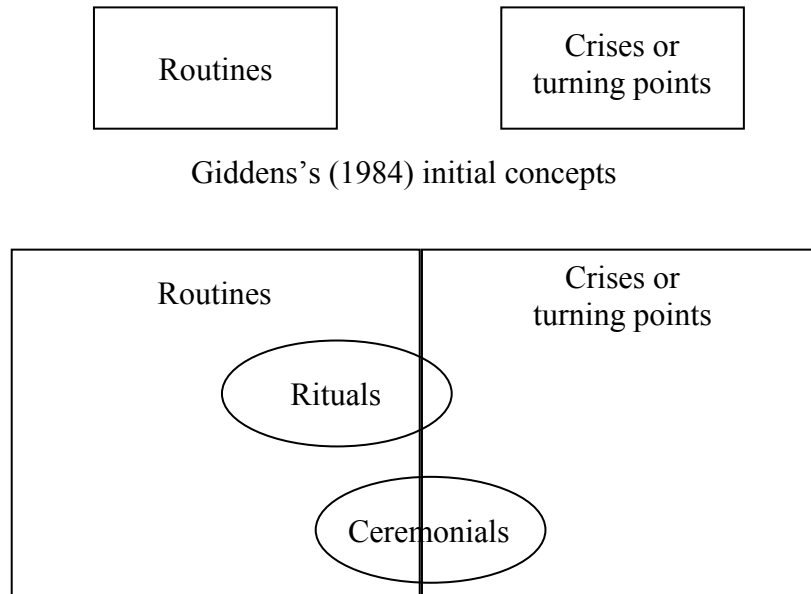 Routines
Crises or
turning points
Giddens’s (1984) initial concepts
Routines
Crises or
turning points
Rituals
Ceremonials